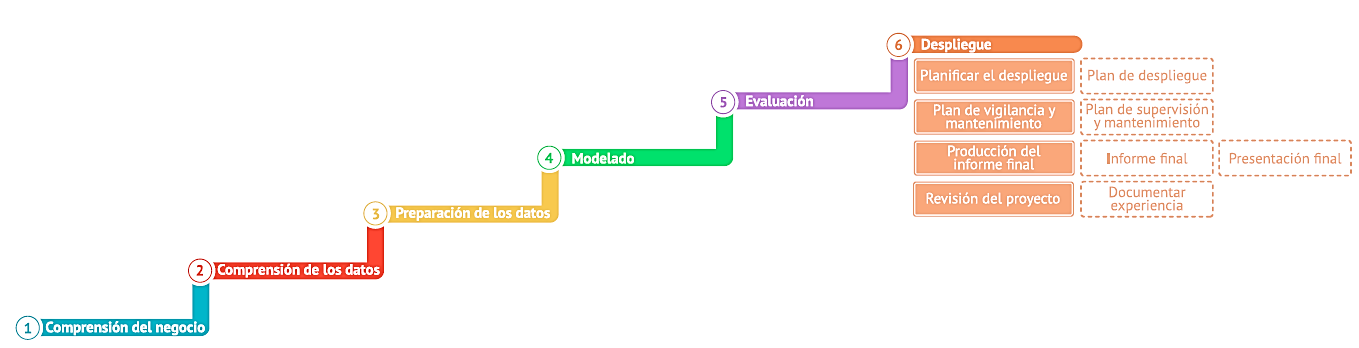 6 Despliegue
Planificar el despliegue
Plan de despliegue
Plan de vigilancia y
mantenimiento
Plan de supervisión
y mantenimiento
Producción del
informe final
Informe final
Presentación final
Revisión del proyecto
Documentar
experiencia
5 Evaluación
4 Modelado
3 Preparación de los datos
2 Comprensión de los datos
1 Comprensión del negocio